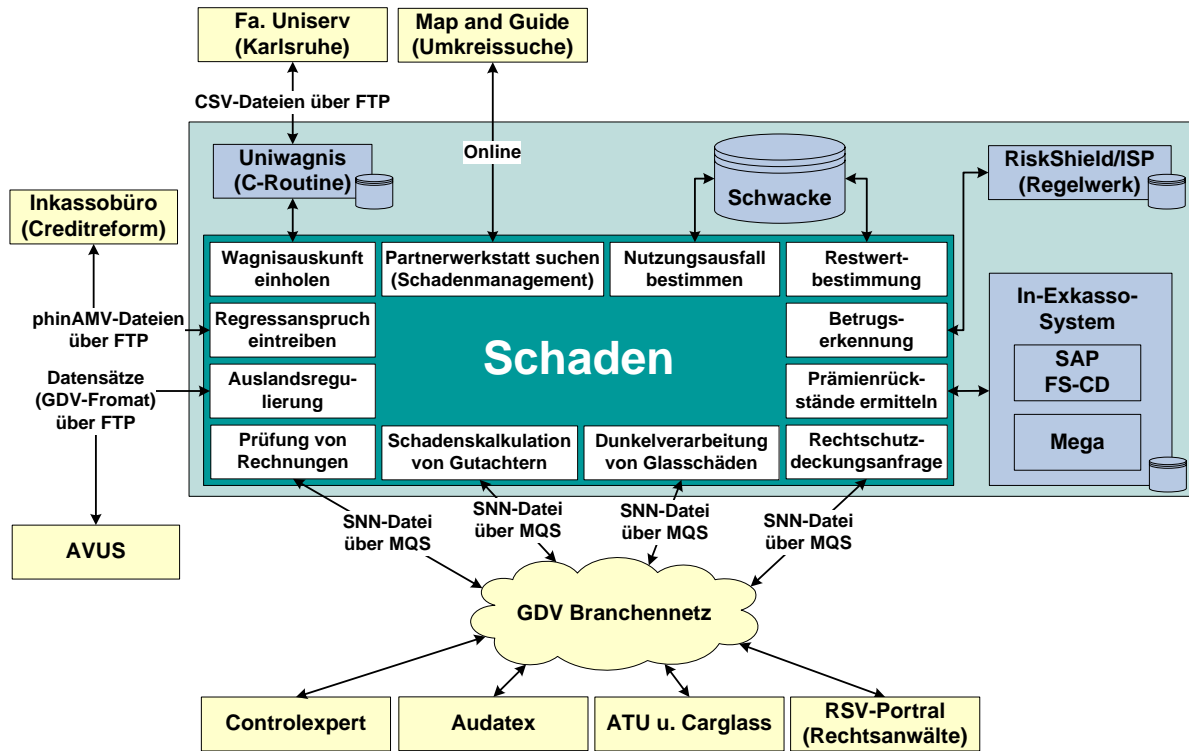 Fa. Uniserv
(Karlsruhe)
Map and Guide
(Umkreissuche)
CSV-Dateien über FTP
Online
Uniwagnis
(C-Routine)
Schwacke
RiskShield/ISP
(Regelwerk)
Inkassobüro
(Creditreform)
Wagnisauskunft
einholen
Partnerwerkstatt suchen
(Schadenmanagement)
Nutzungsausfall
bestimmen
Restwert-
bestimmung
phinAMV-Dateien
über FTP
Regressanspruch
eintreiben
Schaden
Betrugs-
erkennung
In-Exkasso-
System
SAP
FS-CD
Mega
Datensätze
(GDV-Fromat)
über FTP
Auslandsregu-
lierung
Prämienrück-
stände ermitteln
Prüfung von
Rechnungen
Schadenskalkulation
von Gutachtern
Dunkelverarbeitung
von Glasschäden
Rechtschutz-
deckungsanfrage
SNN-Datei
über MQS
SNN-Datei
über MQS
SNN-Datei
über MQS
SNN-Datei
über MQS
AVUS
GDV Branchennetz
Controlexpert
Audatex
ATU u. Carglass
RSV-Portral
(Rechtsanwälte)